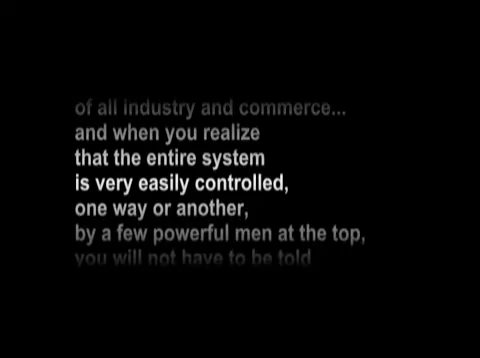 of all industry and commerce...
and when you realize
that the entire system
is very easily controlled,
one way or another,
by a few powerful men at the top,
you will not have to be told